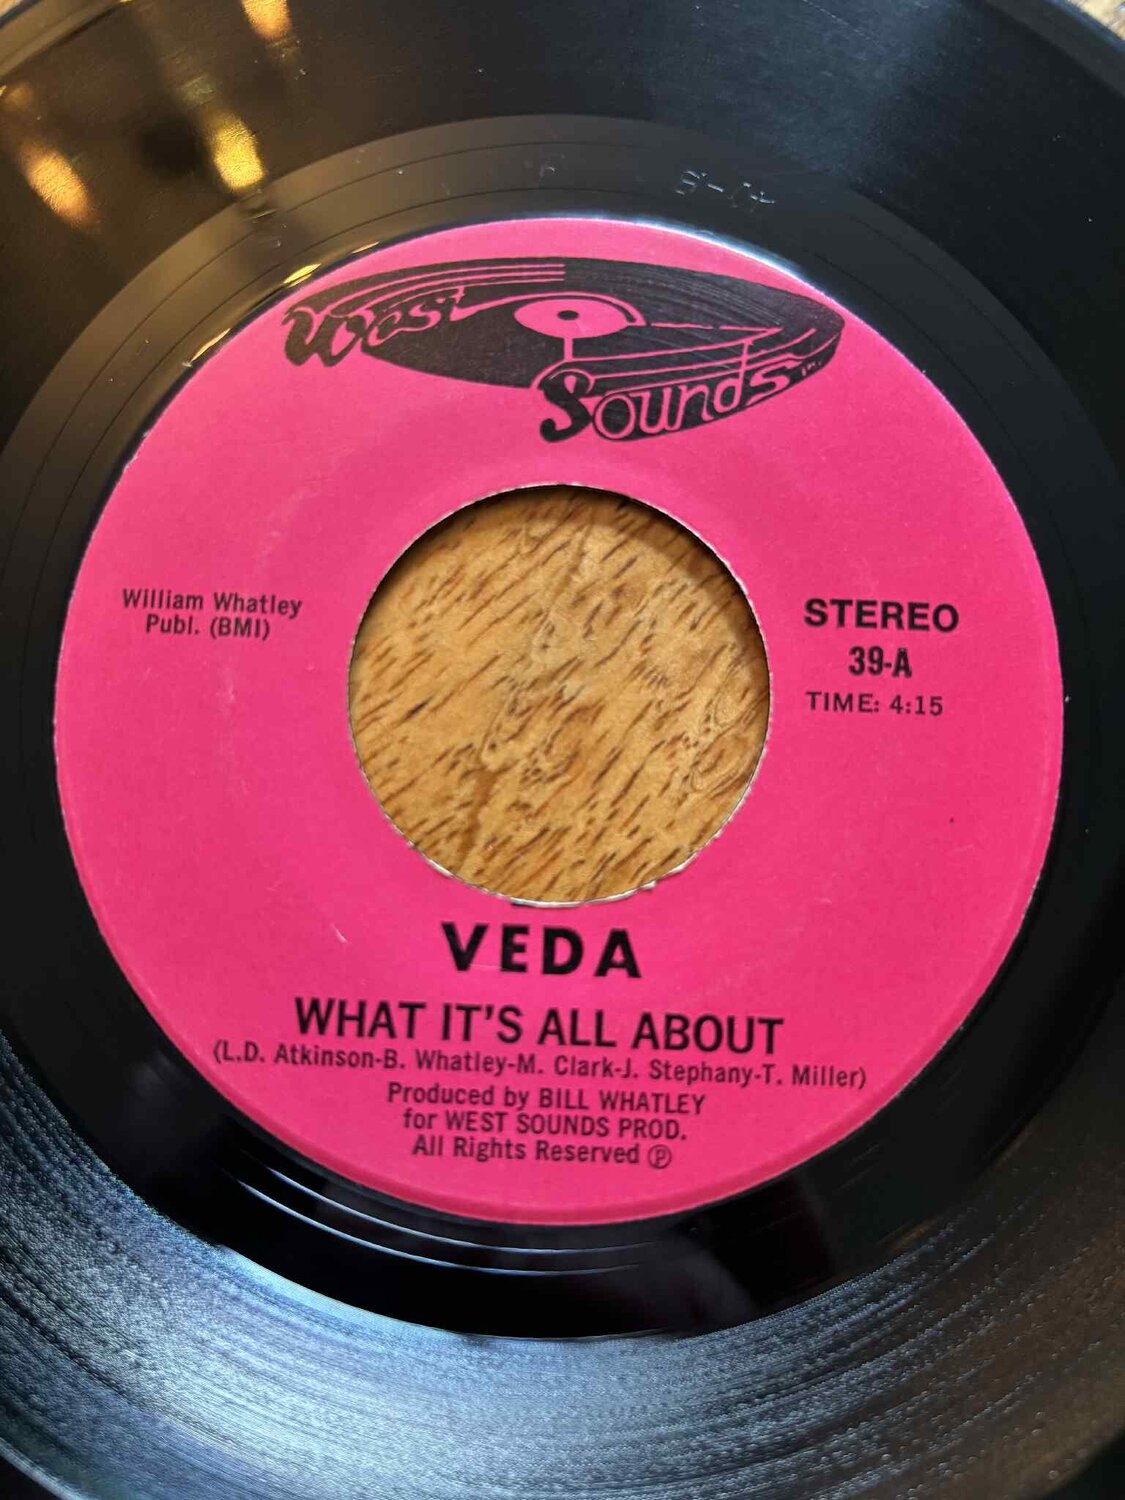 West
Sounds
William Whatley
Publ. (BMI)
STEREO
39-A
TIME: 4:15
VEDA
WHAT IT'S ALL ABOUT
(L.D. Atkinson-B. Whatley-M. Clark-J. Stephany-T. Miller)
Produced by BILL WHATLEY
for WEST SOUNDS PROD.
All Rights Reserved Ⓟ